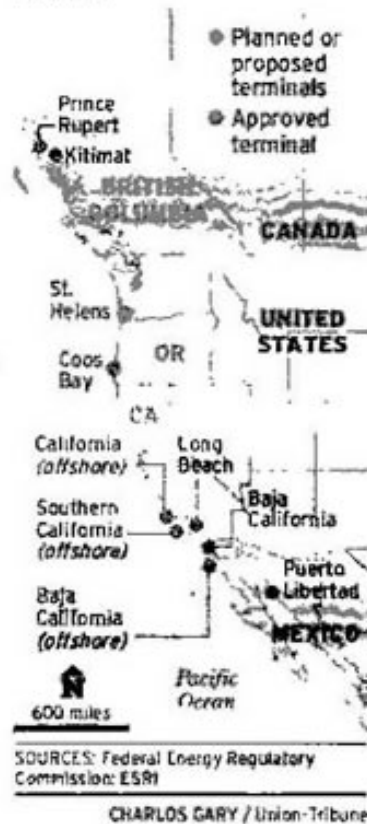 Planned or
proposed
terminals
Approved
terminal
Prince
Rupert
Kitimat
BRITISH
COLUMBIA
CANADA
St.
Helens
UNITED
STATES
OR
Coos
Bay
CA
California
(offshore)
Long
Beach
Baja
California
Southern
California
(offshore)
Puerto
Libertad
Baja
California
(offshore)
MEXICO
N
Pacific
Ocean
600 miles
SOURCES: Federal Energy Regulatory
Commission; ESRI
CHARLOS GARY / Union-Tribune